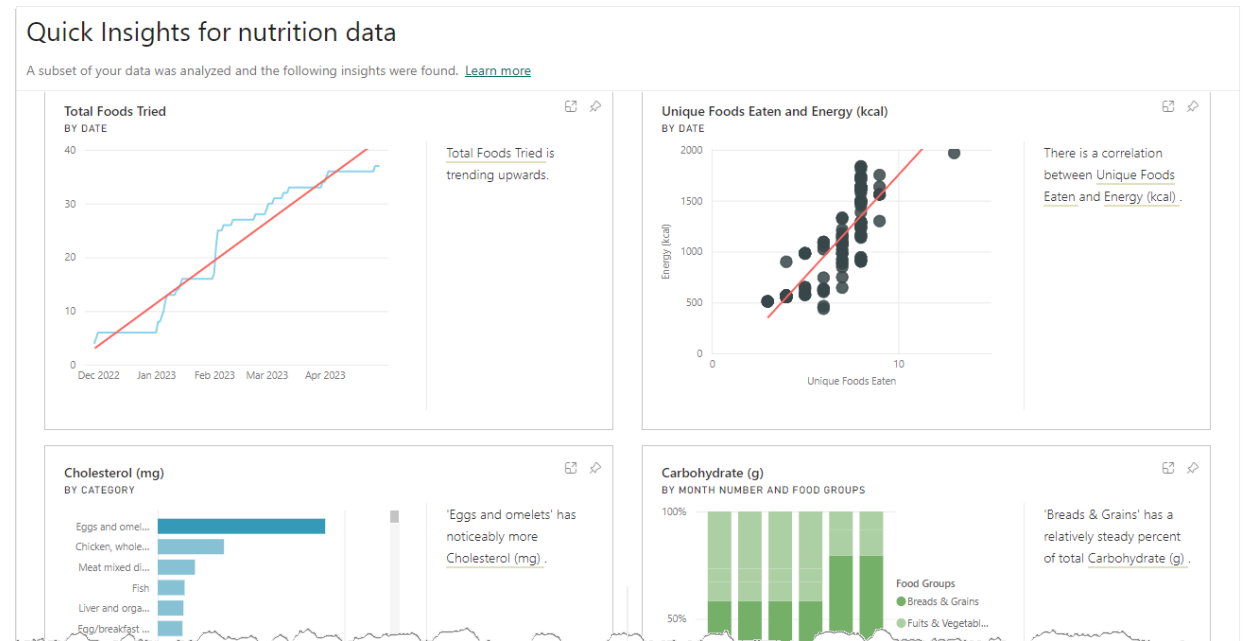 Quick Insights for nutrition data
A subset of your data was analyzed and the following insights were found. Learn more
Total Foods Tried
BY DATE
40
30
20
10
0
Dec 2022 Jan 2023 Feb 2023 Mar 2023 Apr 2023
Total Foods Tried is
trending upwards.
Unique Foods Eaten and Energy (kcal)
BY DATE
2000
1500
1000
500
0
Energy (kcal)
0 10
Unique Foods Eaten
There is a correlation
between Unique Foods
Eaten and Energy (kcal) .
Cholesterol (mg)
BY CATEGORY
Eggs and omel...
Chicken, whole...
Meat mixed di...
Fish
Liver and orga...
Egg/breakfast ...
'Eggs and omelets' has
noticeably more
Cholesterol (mg) .
Carbohydrate (g)
BY MONTH NUMBER AND FOOD GROUPS
100%
50%
Food Groups
Breads & Grains
Fuits & Vegetabl...
'Breads & Grains' has a
relatively steady percent
of total Carbohydrate (g) .